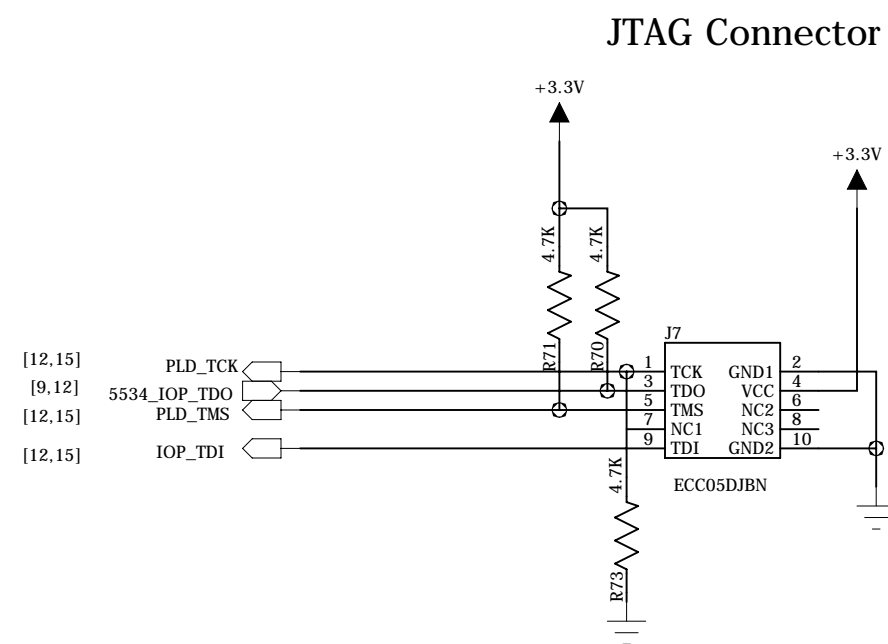 JTAG Connector
+3.3V
+3.3V
4.7K
4.7K
R71
R70
J7
[12,15]
PLD_TCK
1
TCK
GND1
2
[9,12]
5534_IOP_TDO
3
TDO
VCC
4
[12,15]
PLD_TMS
5
TMS
NC2
6
7
NC1
NC3
8
[12,15]
IOP_TDI
9
TDI
GND2
10
4.7K
ECC05DJBN
R73